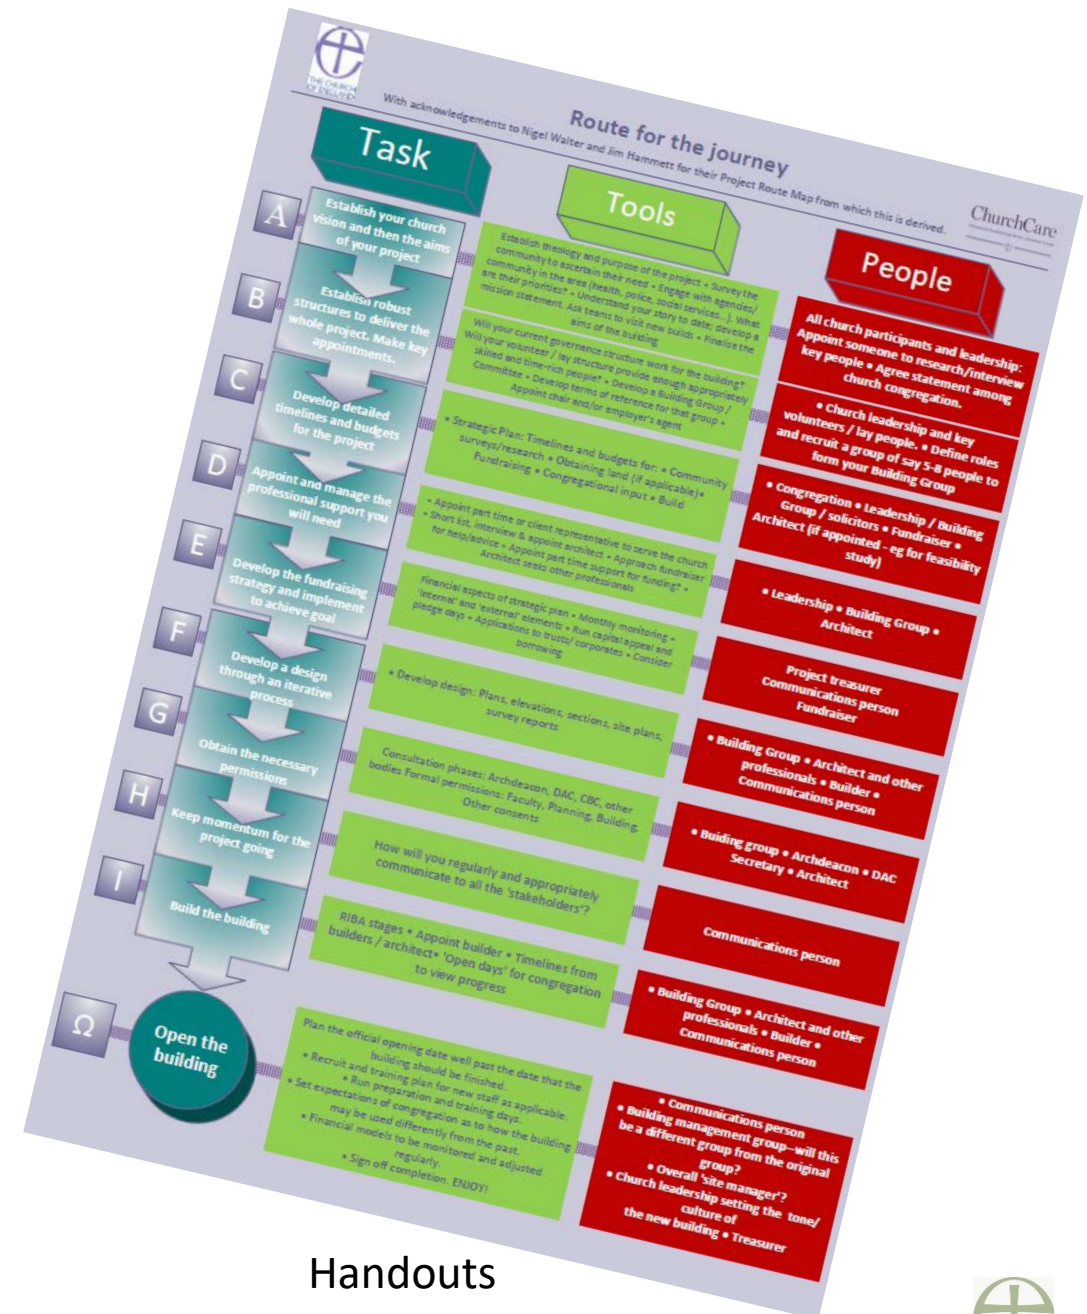 THE CHURCH
OF ENGLAND
Route for the journey
With acknowledgements to Nigel Walter and Jim Hammett for their Project Route Map from which this is derived.
ChurchCare
Task
Tools
People
A
Establish your church
vision and then the aims
of your project
Establish theology and purpose of the project • Survey the
community to ascertain their need • Engage with agencies/
community in the area (health, police, social services...). What
are their priorities? • Understand your story to date; develop a
mission statement. Ask teams to visit new builds • Finalise the
aims of the building
All church participants and leadership:
Appoint someone to research/interview
key people • Agree statement among
church congregation.
B
Establish robust
structures to deliver the
whole project. Make key
appointments.
Will your current governance structure work for the building?
Will your volunteer / lay structure provide enough appropriately
skilled and time-rich people? • Develop a Building Group /
Committee • Develop terms of reference for that group •
Appoint chair and/or employer's agent
• Church leadership and key
volunteers / lay people. • Define roles
and recruit a group of say 5-8 people to
form your Building Group
C
Develop detailed
timelines and budgets
for the project
• Strategic Plan: Timelines and budgets for: • Community
surveys/research • Obtaining land (if applicable)•
Fundraising • Congregational input • Build
• Congregation • Leadership / Building
Group / solicitors • Fundraiser •
Architect (if appointed - eg for feasibility
study)
D
Appoint and manage the
professional support you
will need
• Appoint part time or client representative to serve the church
• Short list, interview & appoint architect • Approach fundraiser
for help/advice • Appoint part time support for funding? •
Architect seeks other professionals
• Leadership • Building Group •
Architect
E
Develop the fundraising
strategy and implement
to achieve goal
Financial aspects of strategic plan • Monthly monitoring •
'internal' and 'external' elements • Run capital appeal and
pledge days • Applications to trusts/ corporates • Consider
borrowing
Project treasurer
Communications person
Fundraiser
F
Develop a design
through an iterative
process
• Develop design: Plans, elevations, sections, site plans,
survey reports
• Building Group • Architect and other
professionals • Builder •
Communications person
G
Obtain the necessary
permissions
Consultation phases: Archdeacon, DAC, CBC, other
bodies Formal permissions: Faculty, Planning, Building,
Other consents
• Buiding group • Archdeacon • DAC
Secretary • Architect
H
Keep momentum for the
project going
How will you regularly and appropriately
communicate to all the 'stakeholders'?
Communications person
I
Build the building
RIBA stages • Appoint builder • Timelines from
builders / architect• 'Open days' for congregation
to view progress
• Building Group • Architect and other
professionals • Builder •
Communications person
Ω
Open the
building
Plan the official opening date well past the date that the
building should be finished.
• Recruit and training plan for new staff as applicable.
• Run preparation and training days.
• Set expectations of congregation as to how the building
may be used differently from the past.
• Financial models to be monitored and adjusted
regularly.
• Sign off completion. ENJOY!
• Communications person
• Building management group—will this
be a different group from the original
group?
• Overall 'site manager'?
• Church leadership setting the tone/
culture of
the new building • Treasurer
Handouts